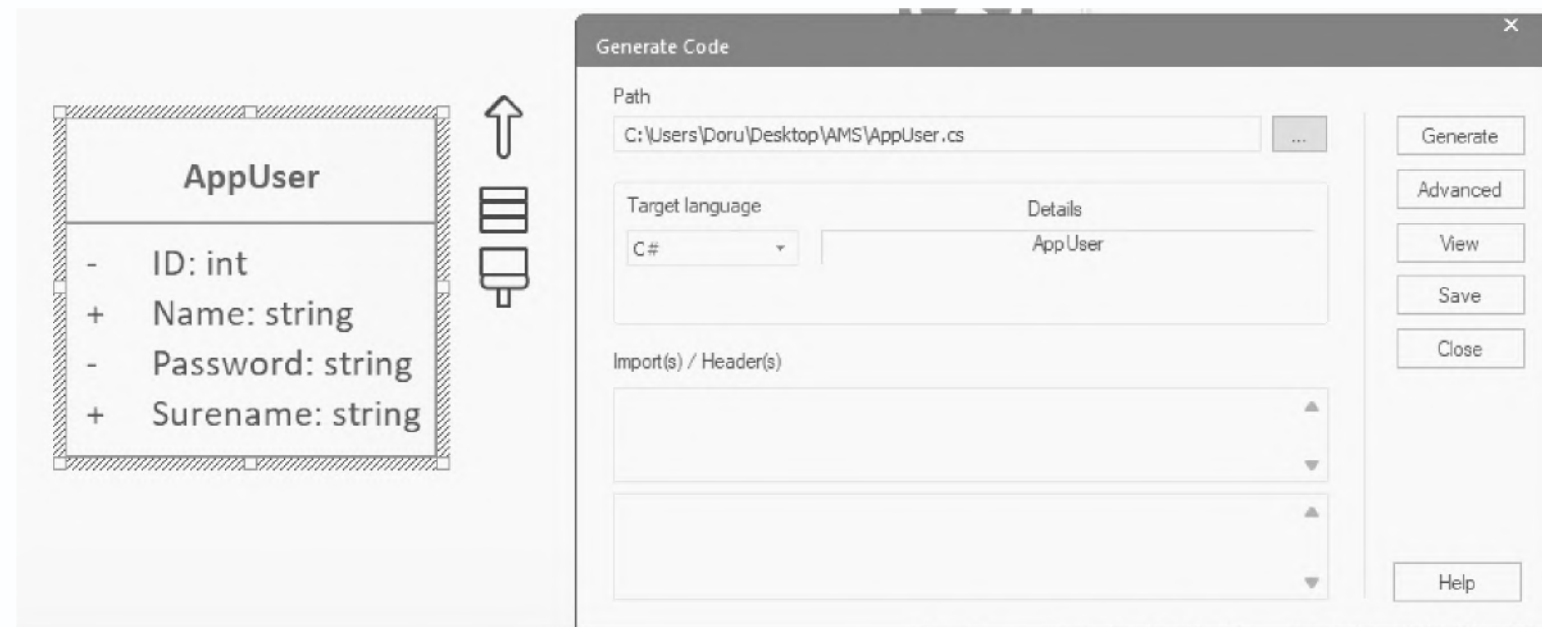 AppUser
- ID: int
+ Name: string
- Password: string
+ Surename: string
Generate Code
×
Path
C:\Users\Doru\Desktop\AMS\AppUser.cs
...
Target language
Details
C#
AppUser
Import(s) / Header(s)
Generate
Advanced
View
Save
Close
Help